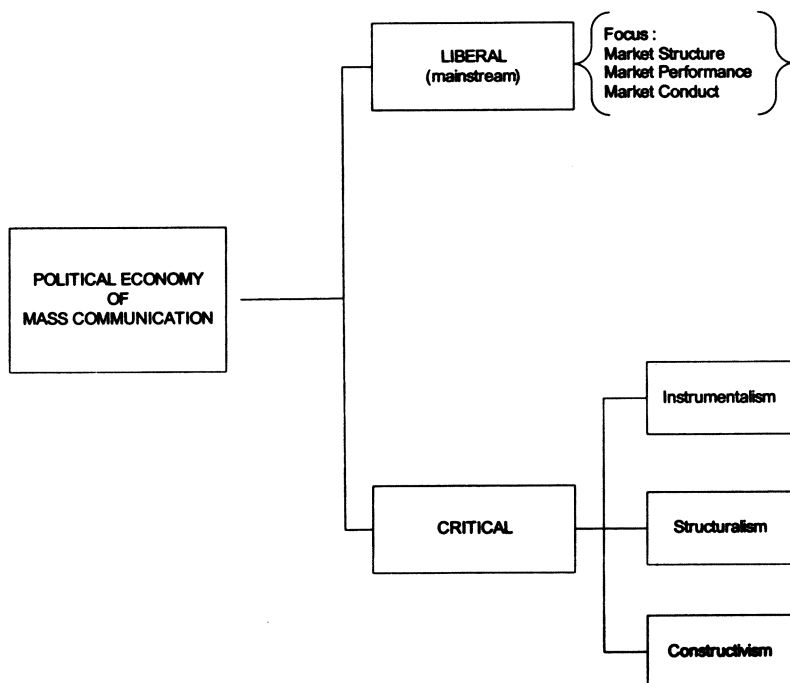 LIBERAL
(mainstream)
Focus :
Market Structure
Market Performance
Market Conduct
POLITICAL ECONOMY
OF
MASS COMMUNICATION
Instrumentalism
CRITICAL
Structuralism
Constructivism